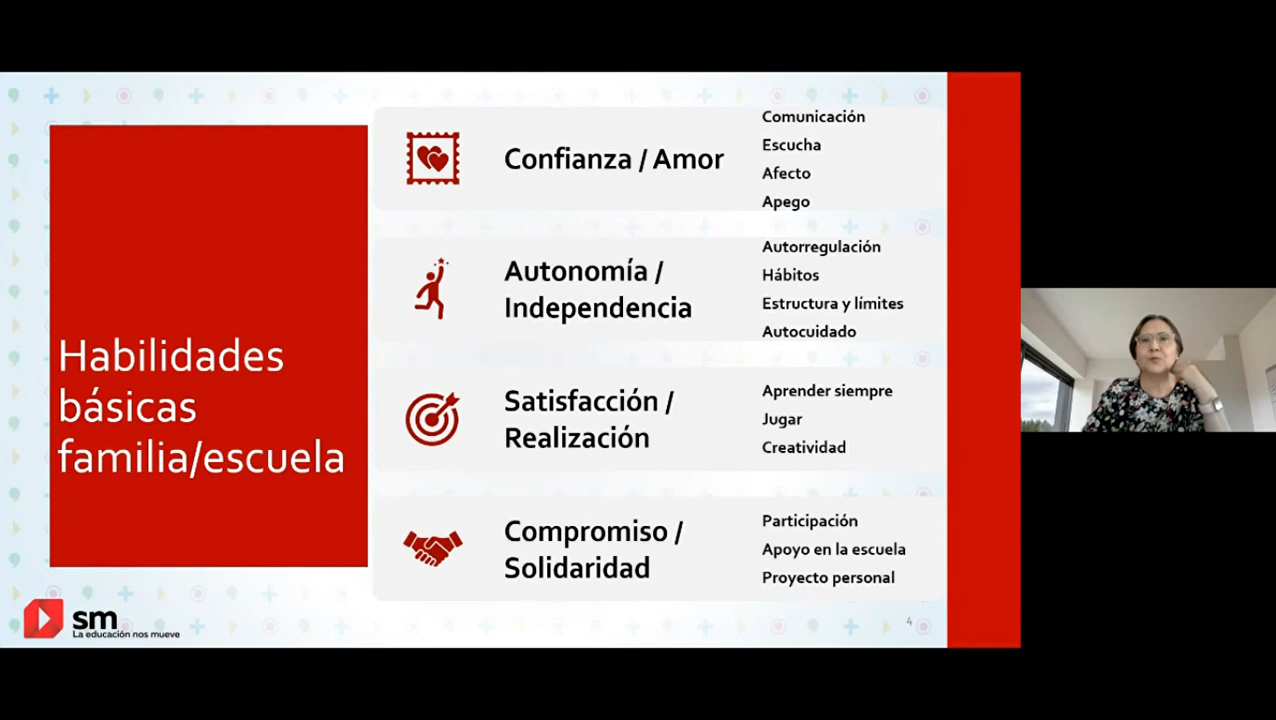 Habilidades
básicas
familia/escuela
Confianza / Amor
Comunicación
Escucha
Afecto
Apego
Autonomía /
Independencia
Autorregulación
Hábitos
Estructura y límites
Autocuidado
Satisfacción /
Realización
Aprender siempre
Jugar
Creatividad
Compromiso /
Solidaridad
Participación
Apoyo en la escuela
Proyecto personal
sm
La educación nos mueve
4